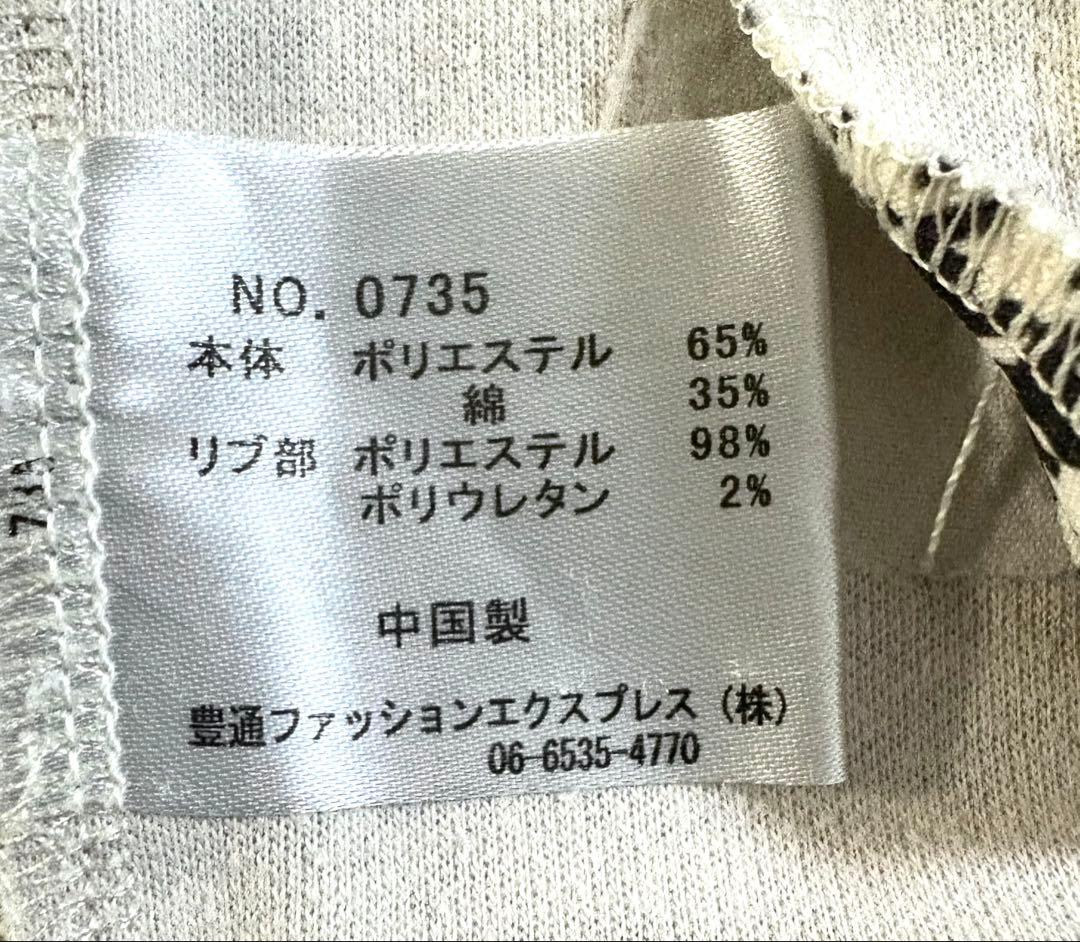 NO. 0735
本体 ポリエステル 65%
綿 35%
リブ部 ポリエステル 98%
ポリウレタン 2%
中国製
豊通ファッションエクスプレス（株）
06-6535-4770